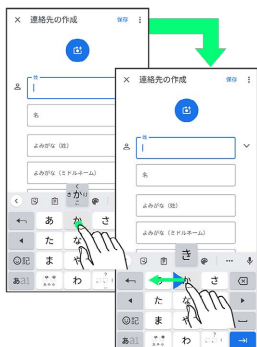 × 連絡先の作成 保存
姓
名
よみがな（姓）
よみがな（ミドルネーム）
く
きかけ
こ
あ か さ
た な
☺記 ま や
あa1 わ
× 連絡先の作成 保存
姓
名
よみがな（姓）
よみがな（ミドルネーム）
き
か さ
た な
☺記 ま や
あa1 わ